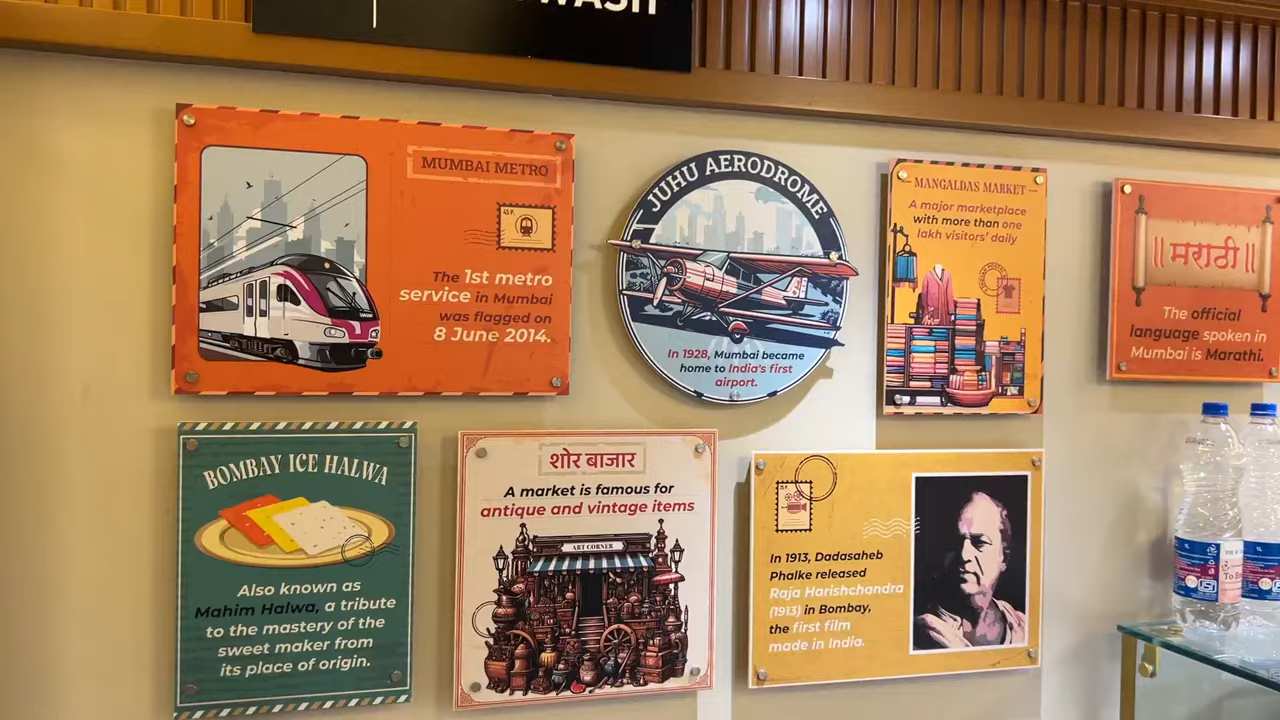 MUMBAI METRO
The 1st metro
service in Mumbai
was flagged on
8 June 2014.
JUHU AERODROME
In 1928, Mumbai became
home to India's first
airport.
MANGALDAS MARKET
A major marketplace
with more than one
lakh visitors' daily
॥ मराठी ॥
The official
language spoken in
Mumbai is Marathi.
BOMBAY ICE HALWA
Also known as
Mahim Halwa, a tribute
to the mastery of the
sweet maker from
its place of origin.
शोर बाजार
A market is famous for
antique and vintage items
ART CORNER
In 1913, Dadasaheb
Phalke released
Raja Harishchandra
(1913) in Bombay,
the first film
made in India.